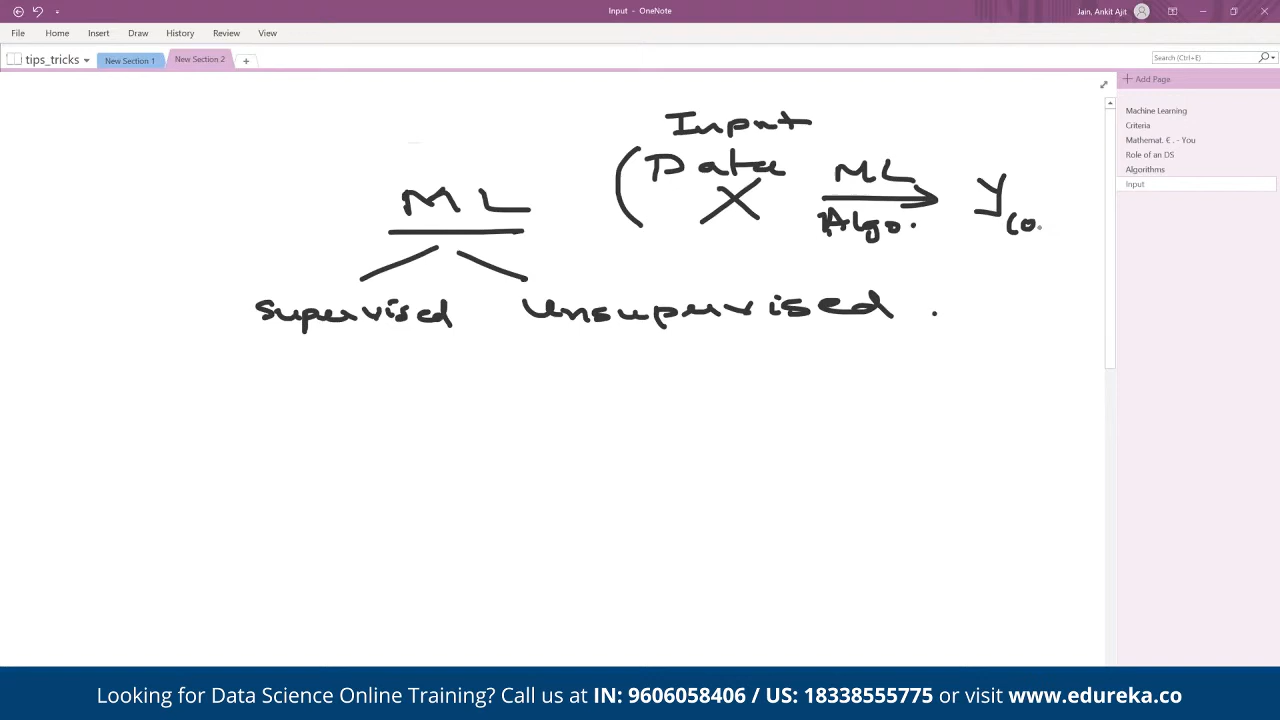 Input - OneNote
Jain, Ankit Ajit
File Home Insert Draw History Review View
tips_tricks New Section 1 New Section 2 +
Search (Ctrl+E)
Add Page
Machine Learning
Criteria
Mathemat. € . - You
Role of an DS
Algorithms
Input
Input
(Data ML
X Algo. y (o.
ML
Supervised Unsupervised .
Looking for Data Science Online Training? Call us at IN: 9606058406 / US: 18338555775 or visit www.edureka.co